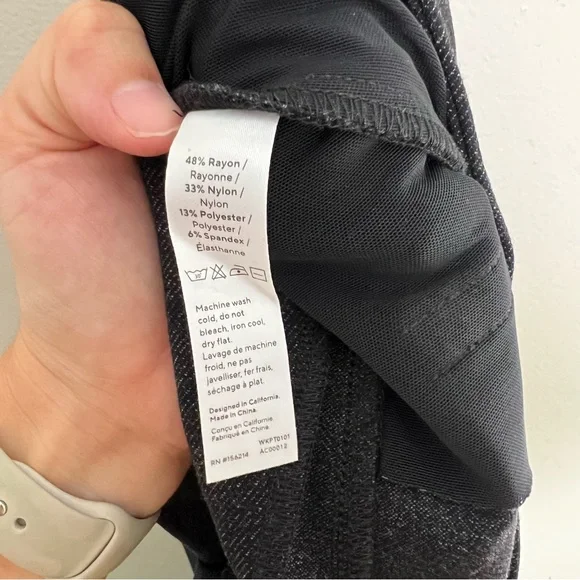 48% Rayon /
Rayonne /
33% Nylon /
Nylon
13% Polyester /
Polyester /
6% Spandex /
Élasthanne
Machine wash
cold, do not
bleach, iron cool,
dry flat.
Lavage de machine
froid, ne pas
javelliser, fer frais,
séchage à plat.
Designed in California.
Made in China.
Conçu en Californie.
Fabriqué en China.
WKPT0101
RN #156214 AC00012